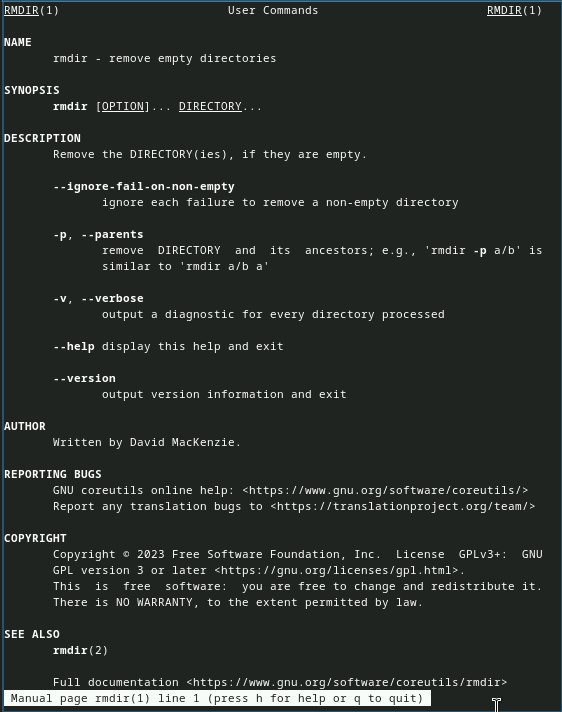 RMDIR(1) User Commands RMDIR(1)
NAME
rmdir - remove empty directories
SYNOPSIS
rmdir [OPTION]... DIRECTORY...
DESCRIPTION
Remove the DIRECTORY(ies), if they are empty.
--ignore-fail-on-non-empty
ignore each failure to remove a non-empty directory
-p, --parents
remove DIRECTORY and its ancestors; e.g., 'rmdir -p a/b' is
similar to 'rmdir a/b a'
-v, --verbose
output a diagnostic for every directory processed
--help display this help and exit
--version
output version information and exit
AUTHOR
Written by David MacKenzie.
REPORTING BUGS
GNU coreutils online help: <https://www.gnu.org/software/coreutils/>
Report any translation bugs to <https://translationproject.org/team/>
COPYRIGHT
Copyright © 2023 Free Software Foundation, Inc. License GPLv3+: GNU
GPL version 3 or later <https://gnu.org/licenses/gpl.html>.
This is free software: you are free to change and redistribute it.
There is NO WARRANTY, to the extent permitted by law.
SEE ALSO
rmdir(2)
Full documentation <https://www.gnu.org/software/coreutils/rmdir>
Manual page rmdir(1) line 1 (press h for help or q to quit)